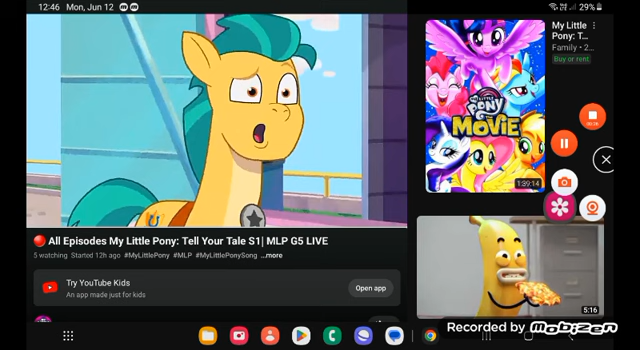 12:46 Mon, Jun 12
29%
My Little
Pony: T...
Family • 2...
Buy or rent
MY LITTLE
PONY
THE
MOVIE
1:39:14
🔴 All Episodes My Little Pony: Tell Your Tale S1| MLP G5 LIVE
5 watching Started 12h ago #MyLittlePony #MLP #MyLittlePonySong ...more
Try YouTube Kids
An app made just for kids
Open app
5:16
Recorded by mobizen